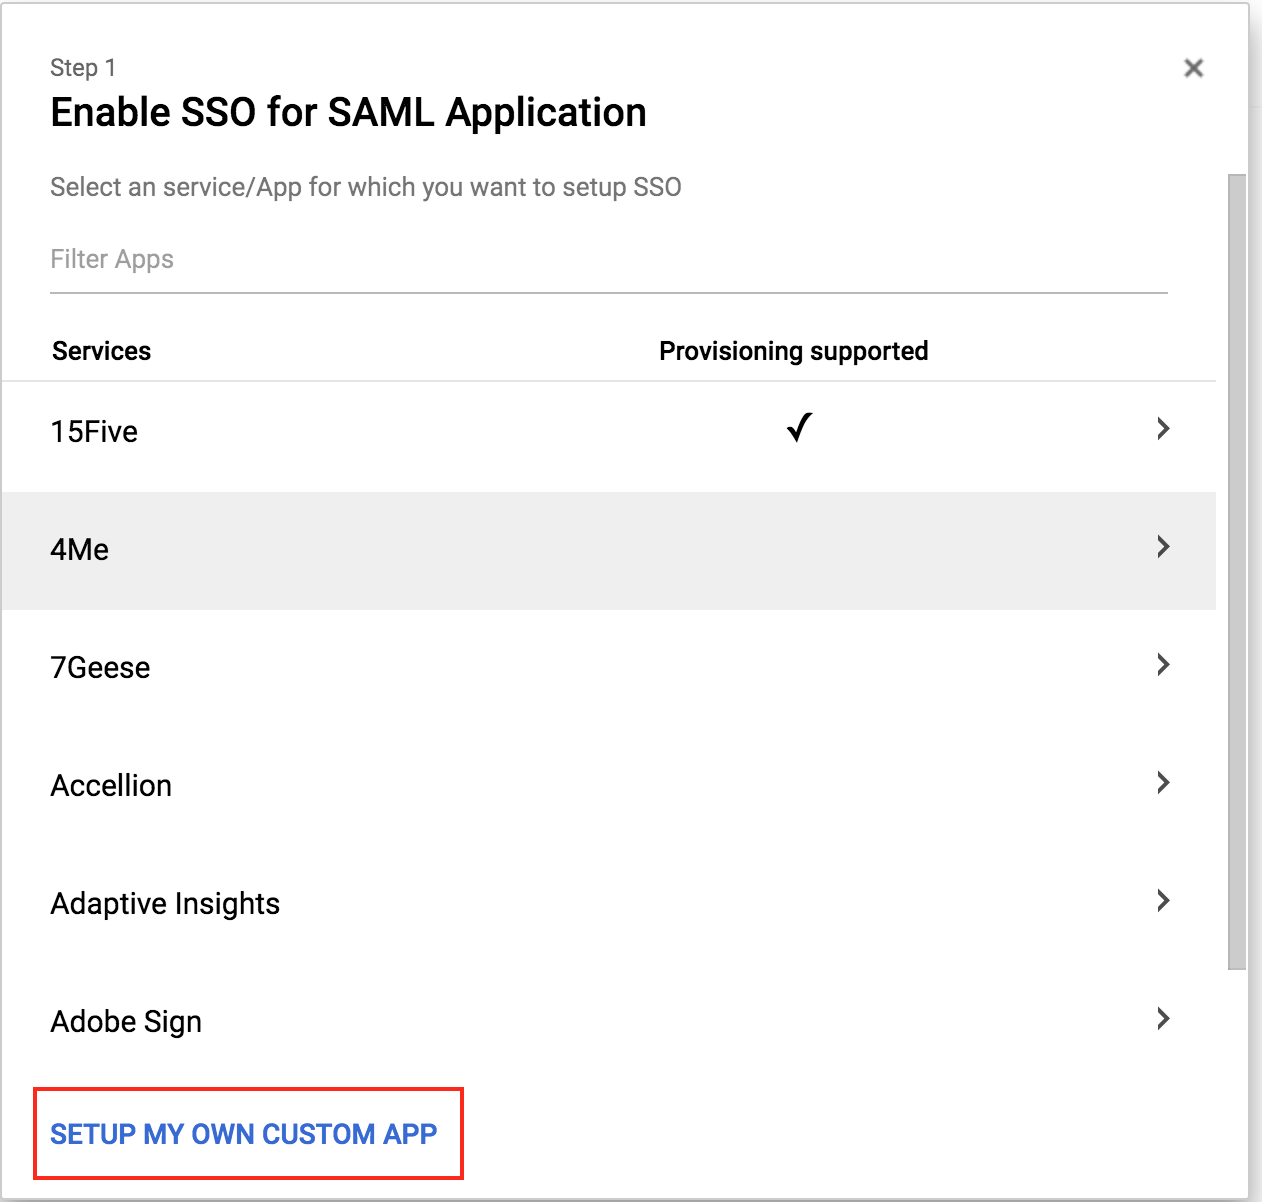 Step 1
Enable SSO for SAML Application
Select an service/App for which you want to setup SSO
Filter Apps
Services Provisioning supported
15Five
4Me
7Geese
Accellion
Adaptive Insights
Adobe Sign
SETUP MY OWN CUSTOM APP